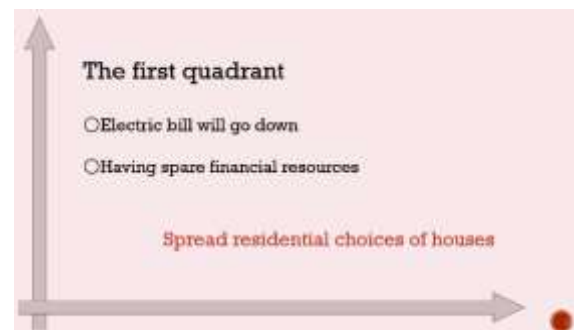 The first quadrant
○Electric bill will go down
○Having spare financial resources
Spread residential choices of houses